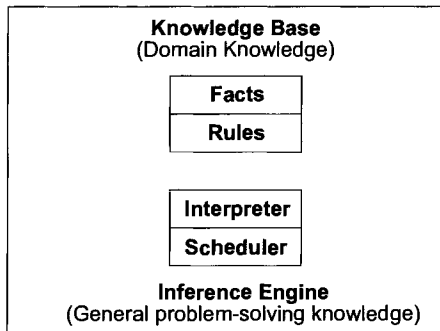 Knowledge Base
(Domain Knowledge)
Facts
Rules
Interpreter
Scheduler
Inference Engine
(General problem-solving knowledge)